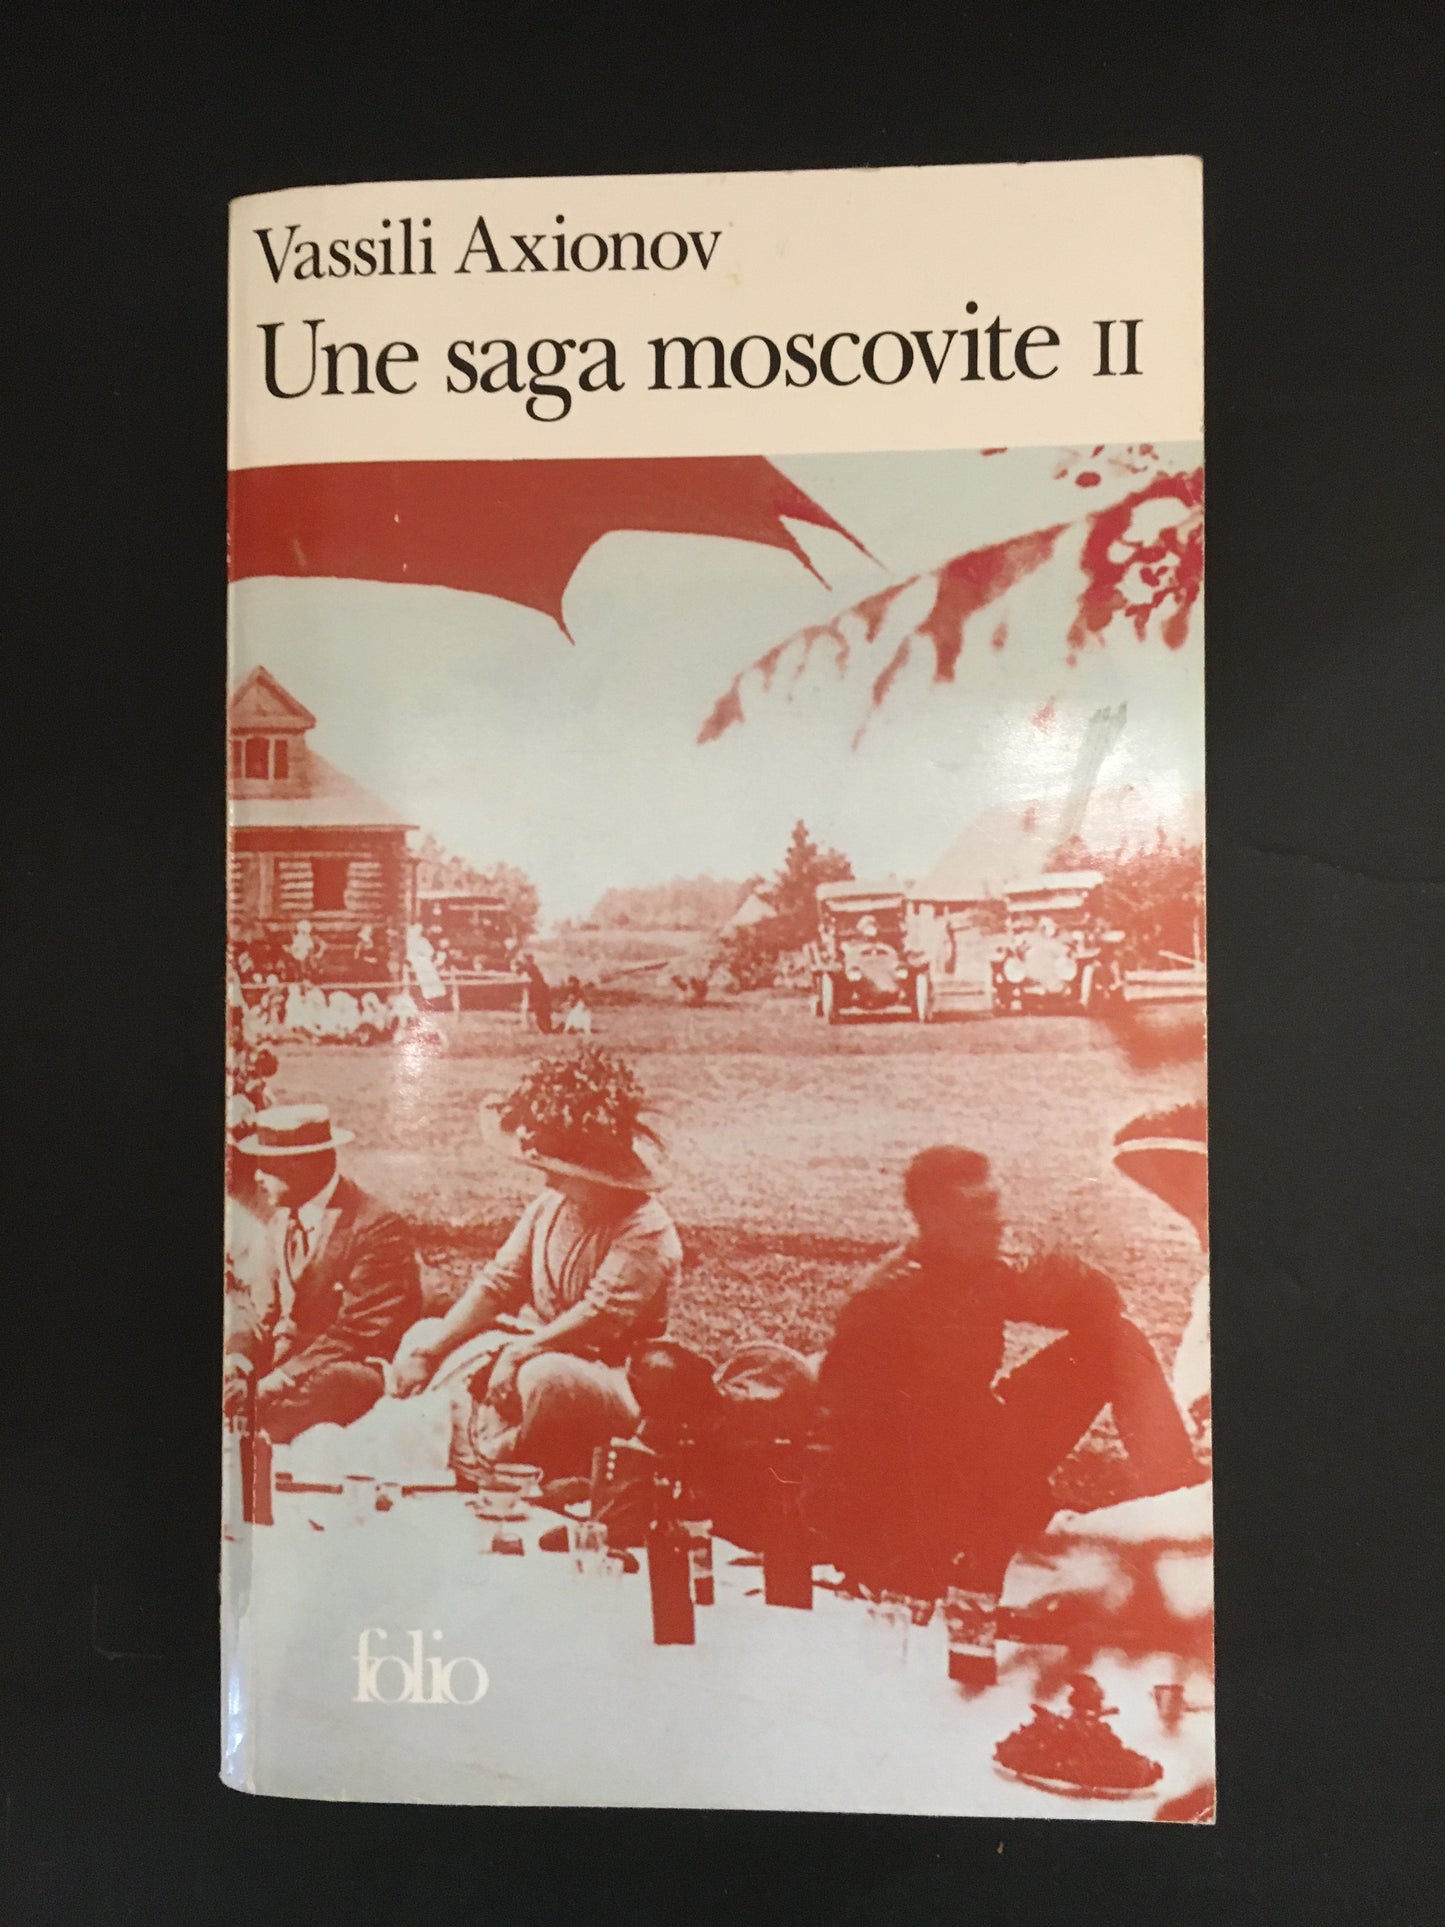 Vassili Axionov
Une saga moscovite II
folio